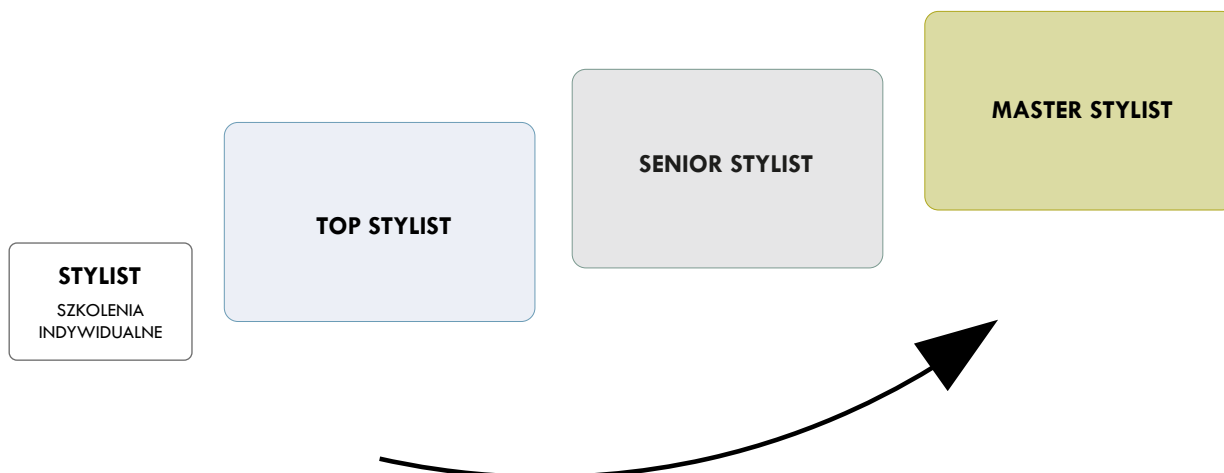 STYLIST
SZKOLENIA
INDYWIDUALNE
TOP STYLIST
SENIOR STYLIST
MASTER STYLIST